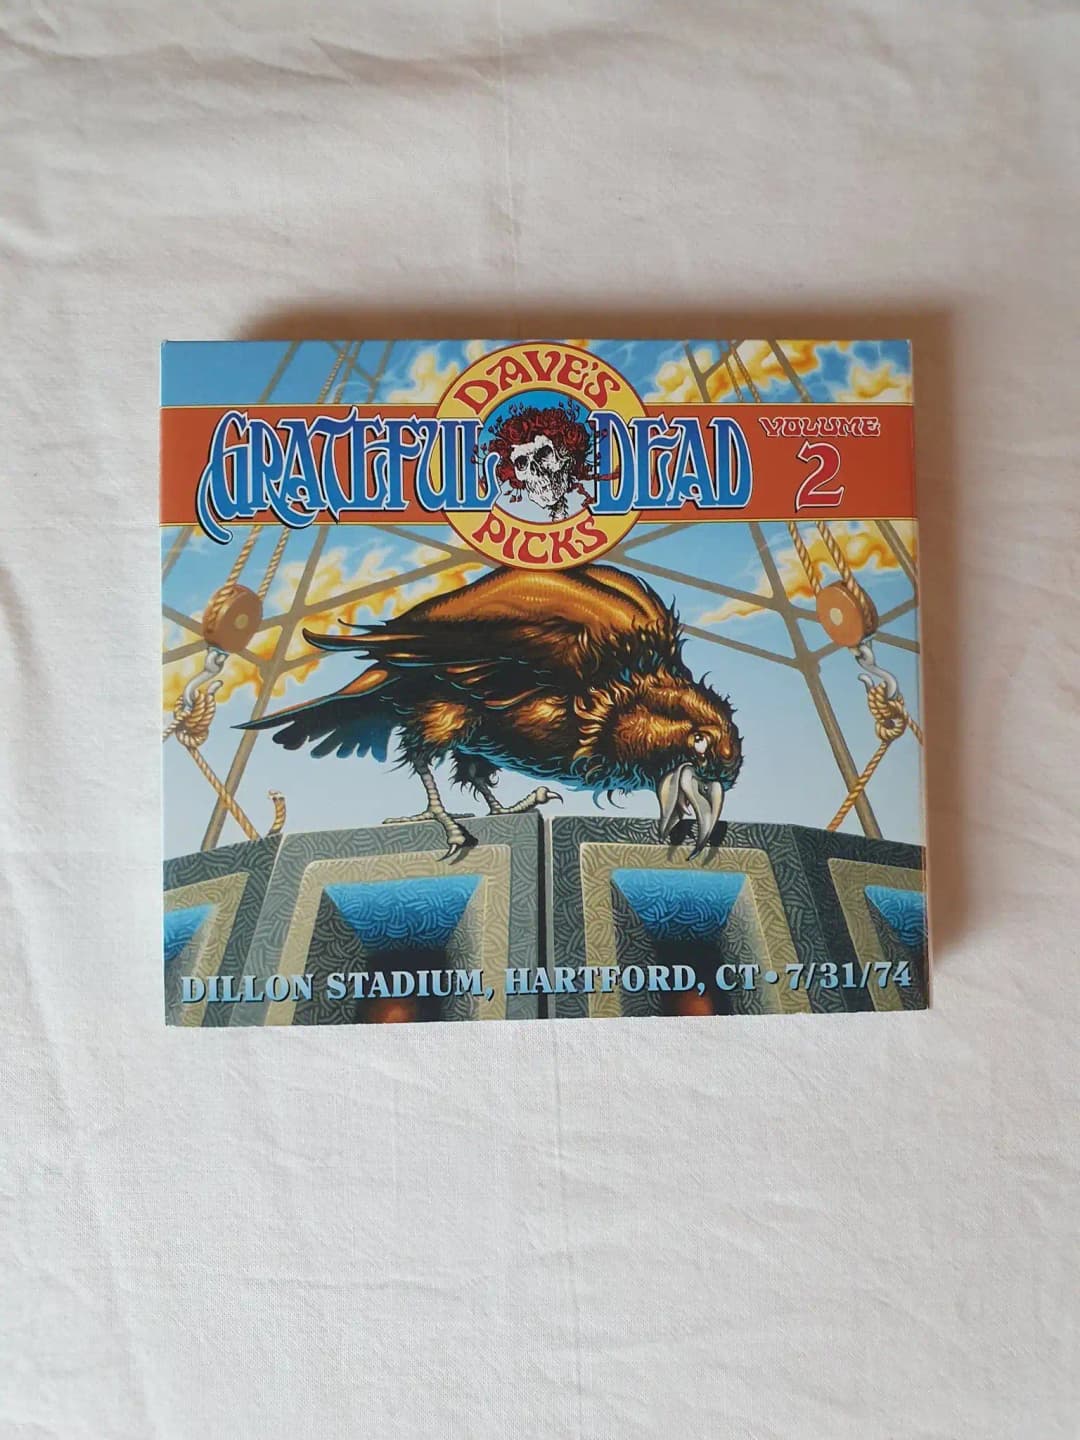 DAVE'S
GRATEFUL DEAD
VOLUME
2
PICKS
DILLON STADIUM, HARTFORD, CT • 7/31/74